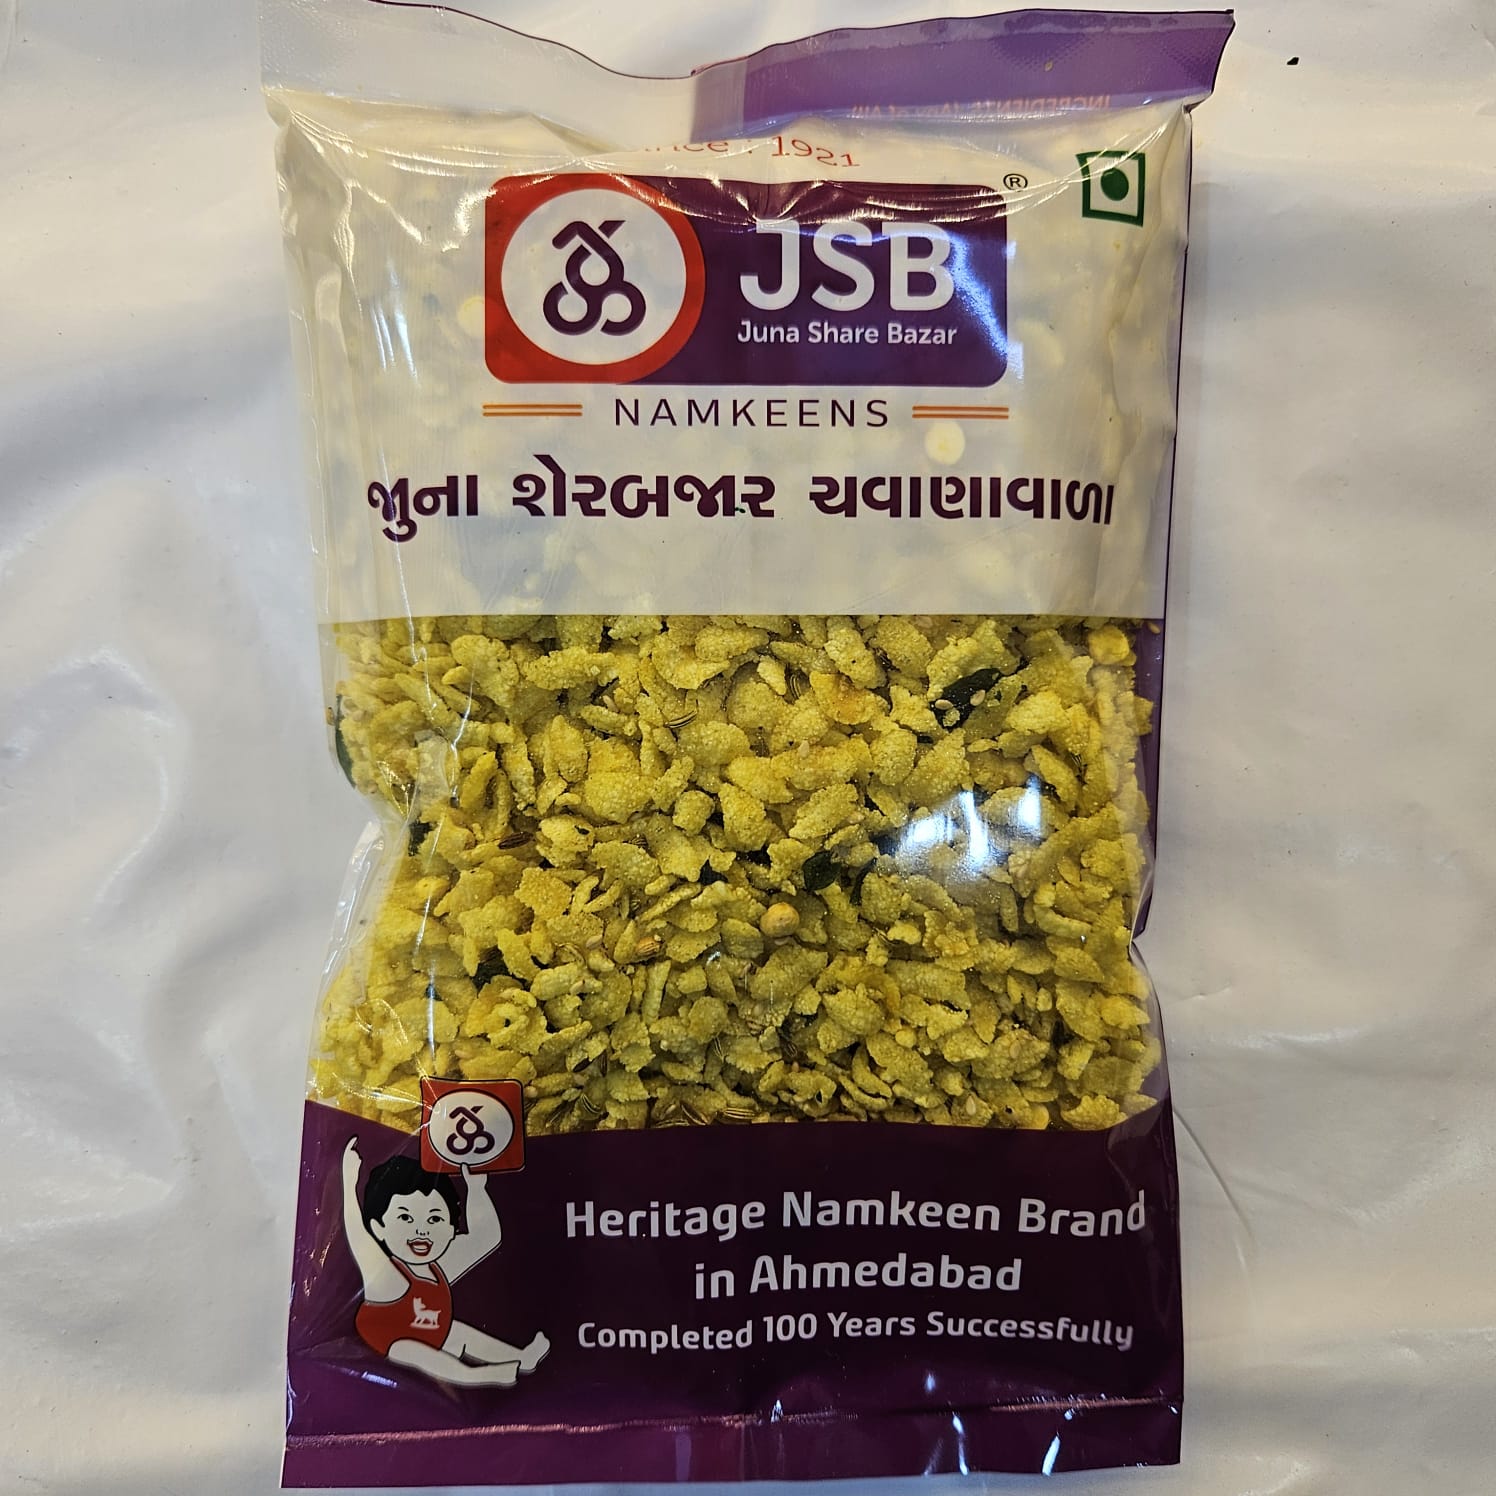 Since : 1921
®
JSB
Juna Share Bazar
NAMKEENS
જુના શેરબજાર ચવાણાવાળા
Heritage Namkeen Brand
in Ahmedabad
Completed 100 Years Successfully